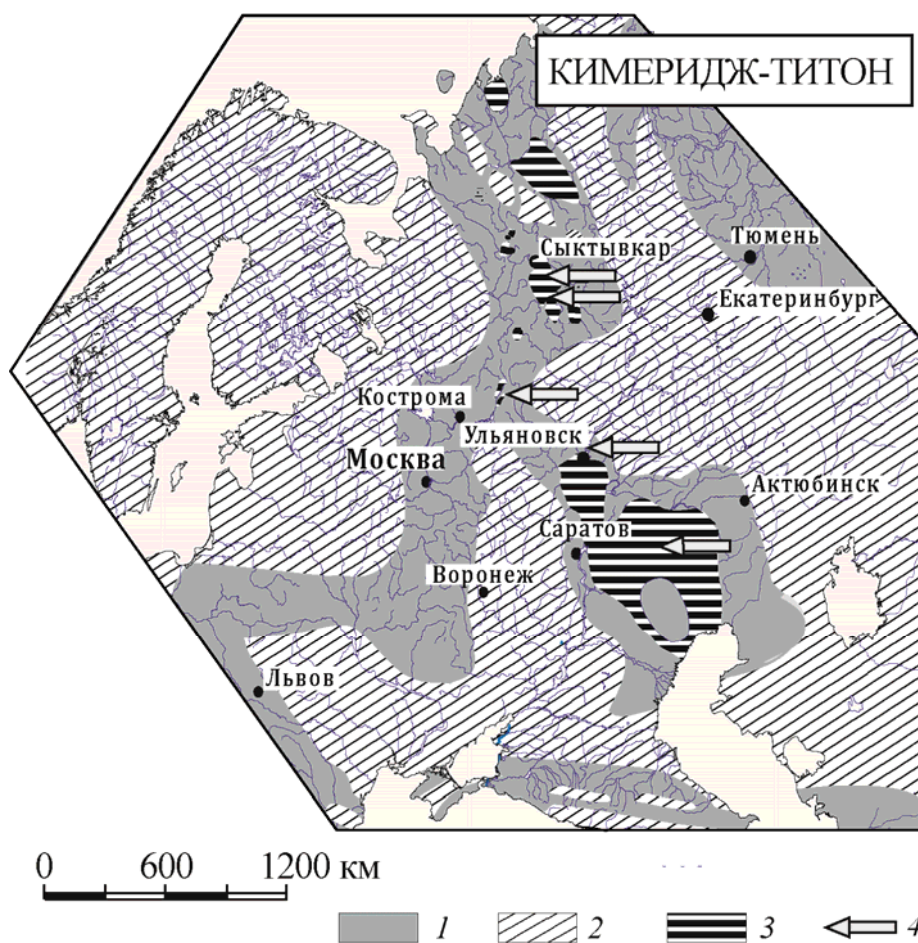 КИМЕРИДЖ-ТИТОН
Тюмень
Сыктывкар
Екатеринбург
Кострома
Ульяновск
Москва
Актюбинск
Саратов
Воронеж
Львов
0 600 1200 км
1 2 3 4